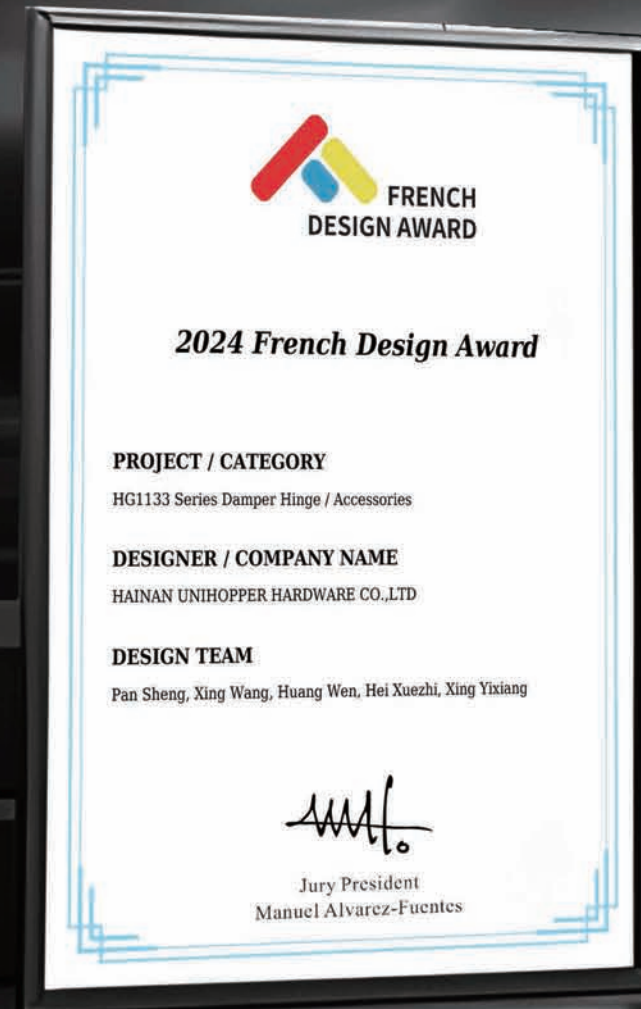 FRENCH
DESIGN AWARD
2024 French Design Award
PROJECT / CATEGORY
HG1133 Series Damper Hinge / Accessories
DESIGNER / COMPANY NAME
HAINAN UNIHOPPER HARDWARE CO.,LTD
DESIGN TEAM
Pan Sheng, Xing Wang, Huang Wen, Hei Xuezhi, Xing Yixiang
Jury President
Manuel Alvarez-Fuentes